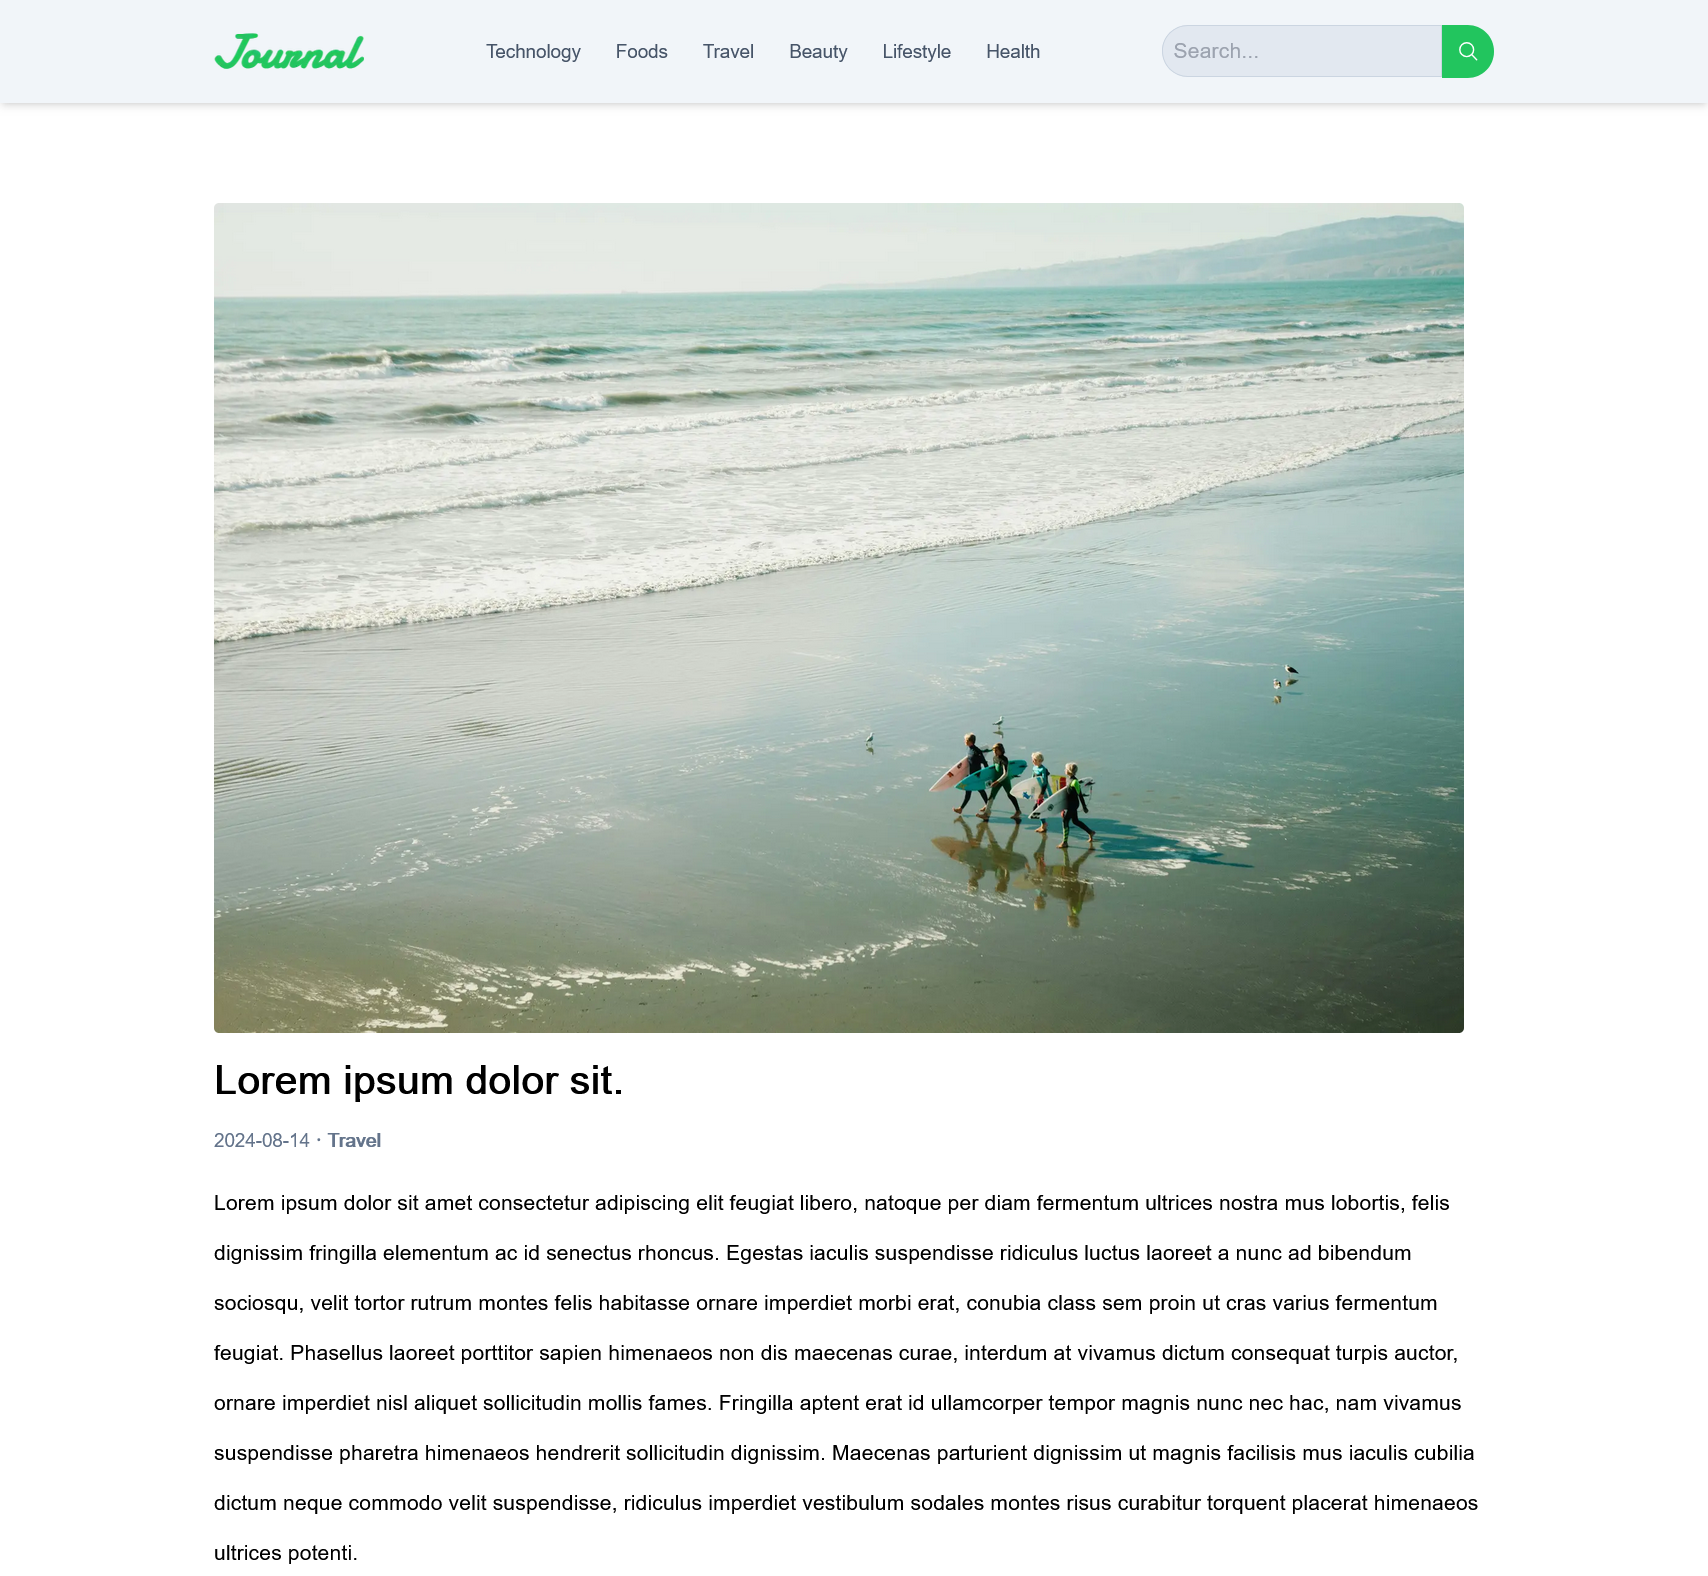 Journal
Technology Foods Travel Beauty Lifestyle Health
Search...
Lorem ipsum dolor sit.
2024-08-14 · Travel
Lorem ipsum dolor sit amet consectetur adipiscing elit feugiat libero, natoque per diam fermentum ultrices nostra mus lobortis, felis
dignissim fringilla elementum ac id senectus rhoncus. Egestas iaculis suspendisse ridiculus luctus laoreet a nunc ad bibendum
sociosqu, velit tortor rutrum montes felis habitasse ornare imperdiet morbi erat, conubia class sem proin ut cras varius fermentum
feugiat. Phasellus laoreet porttitor sapien himenaeos non dis maecenas curae, interdum at vivamus dictum consequat turpis auctor,
ornare imperdiet nisl aliquet sollicitudin mollis fames. Fringilla aptent erat id ullamcorper tempor magnis nunc nec hac, nam vivamus
suspendisse pharetra himenaeos hendrerit sollicitudin dignissim. Maecenas parturient dignissim ut magnis facilisis mus iaculis cubilia
dictum neque commodo velit suspendisse, ridiculus imperdiet vestibulum sodales montes risus curabitur torquent placerat himenaeos
ultrices potenti.